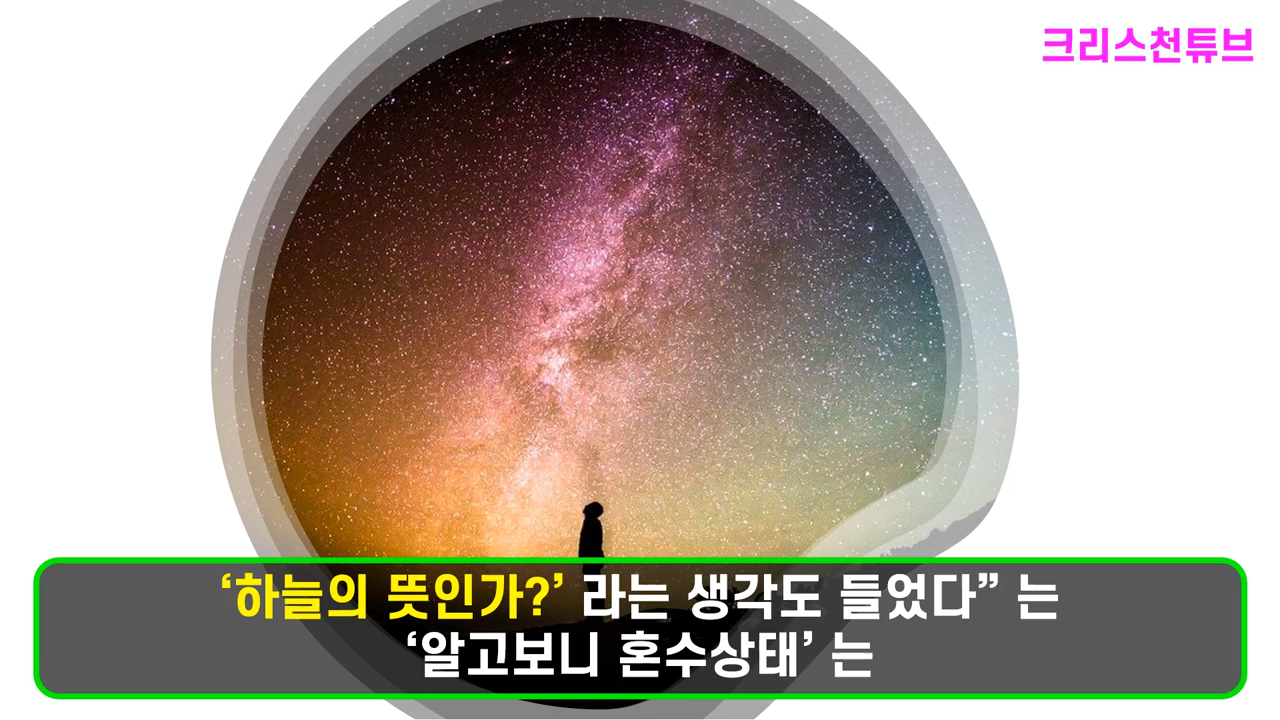 크리스천튜브
‘하늘의 뜻인가?’ 라는 생각도 들었다” 는
‘알고보니 혼수상태’ 는